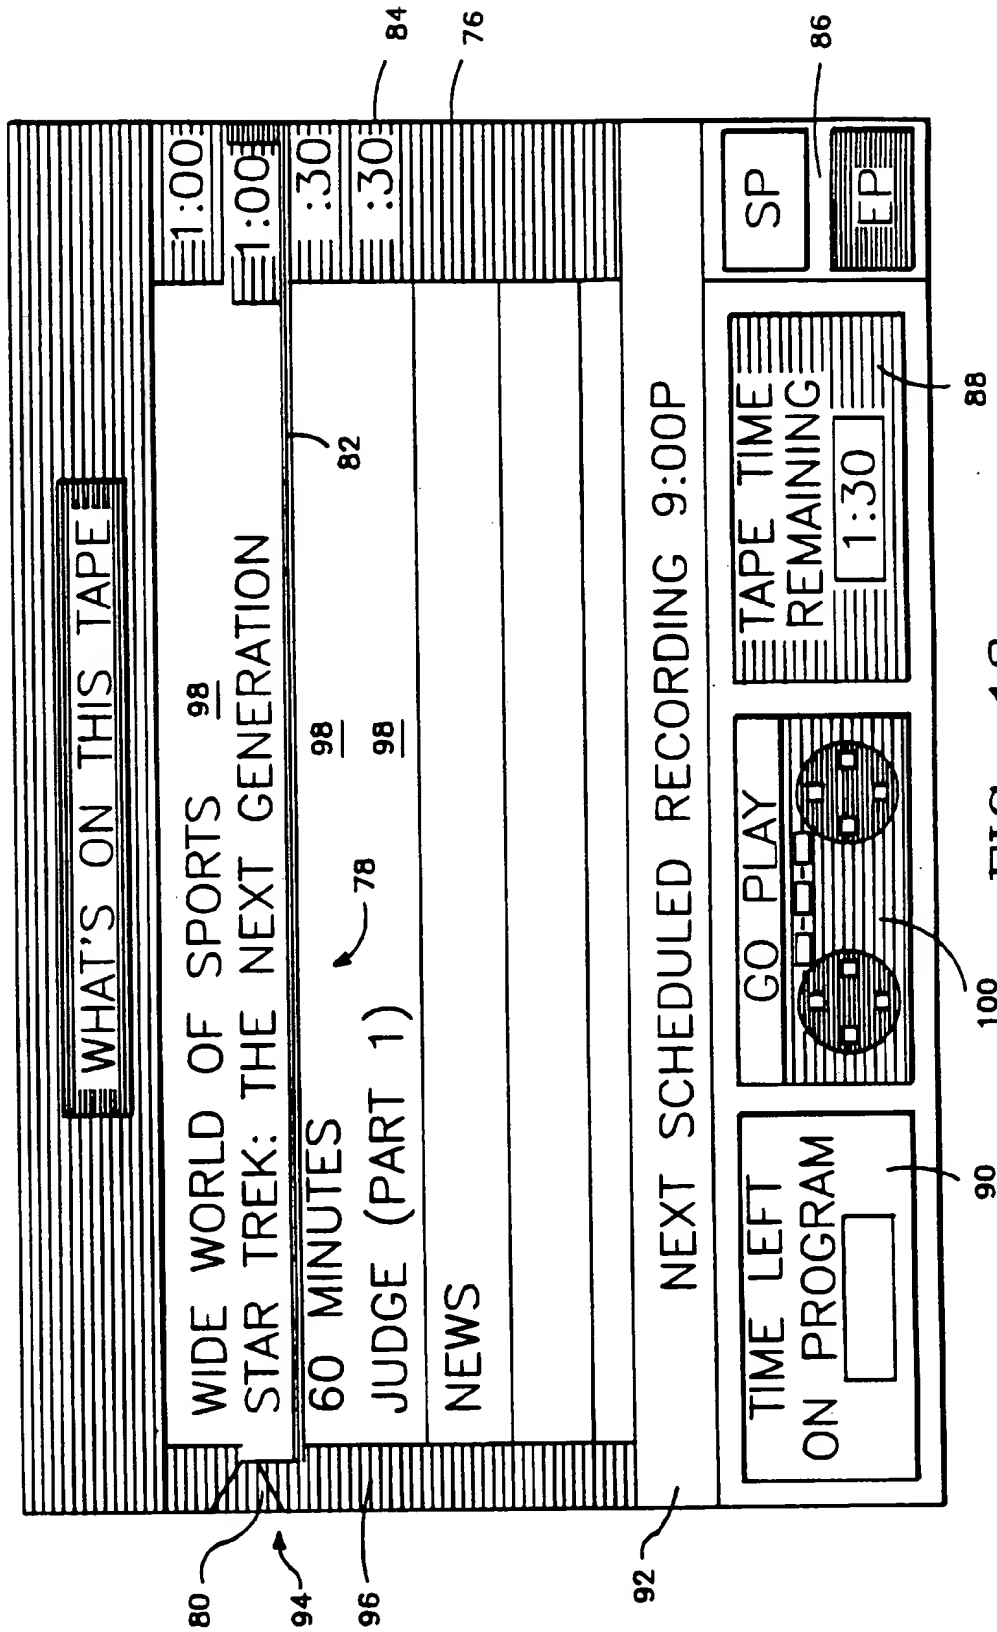 WHAT'S ON THIS TAPE
WIDE WORLD OF SPORTS 98 1:00
STAR TREK: THE NEXT GENERATION 1:00
82
60 MINUTES 98 :30
78
JUDGE (PART 1) 98 :30
NEWS
NEXT SCHEDULED RECORDING 9:00P
TIME LEFT
ON PROGRAM
GO PLAY
TAPE TIME
REMAINING
1:30
SP
EP
80
94
96
92
84
76
86
90
100
88